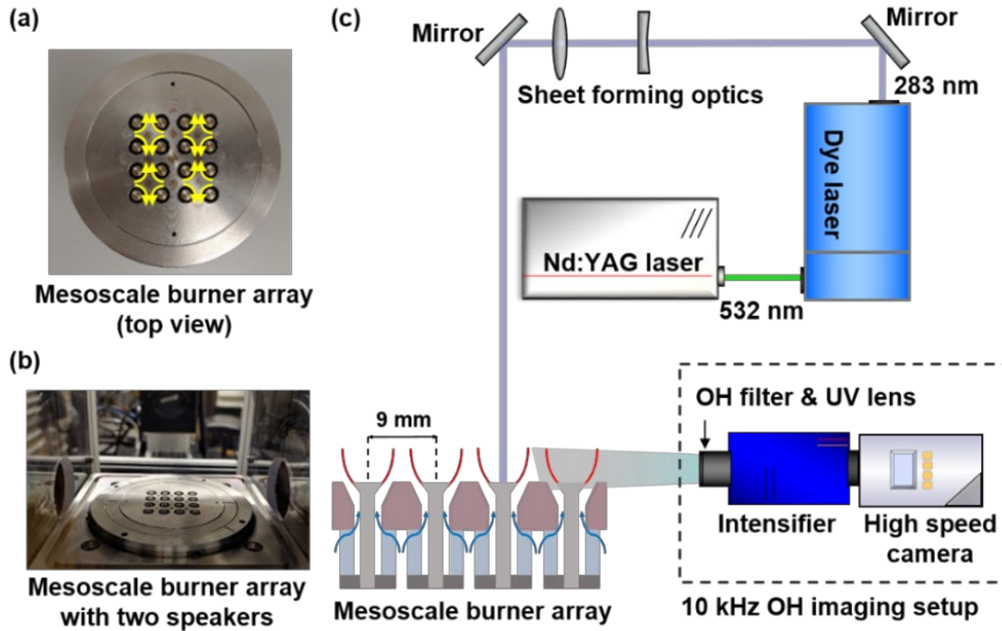 (a)
Mesoscale burner array
(top view)
(b)
Mesoscale burner array
with two speakers
(c)
Mirror
Mirror
Sheet forming optics
283 nm
Dye laser
Nd:YAG laser
532 nm
9 mm
OH filter & UV lens
Intensifier
High speed
camera
Mesoscale burner array
10 kHz OH imaging setup